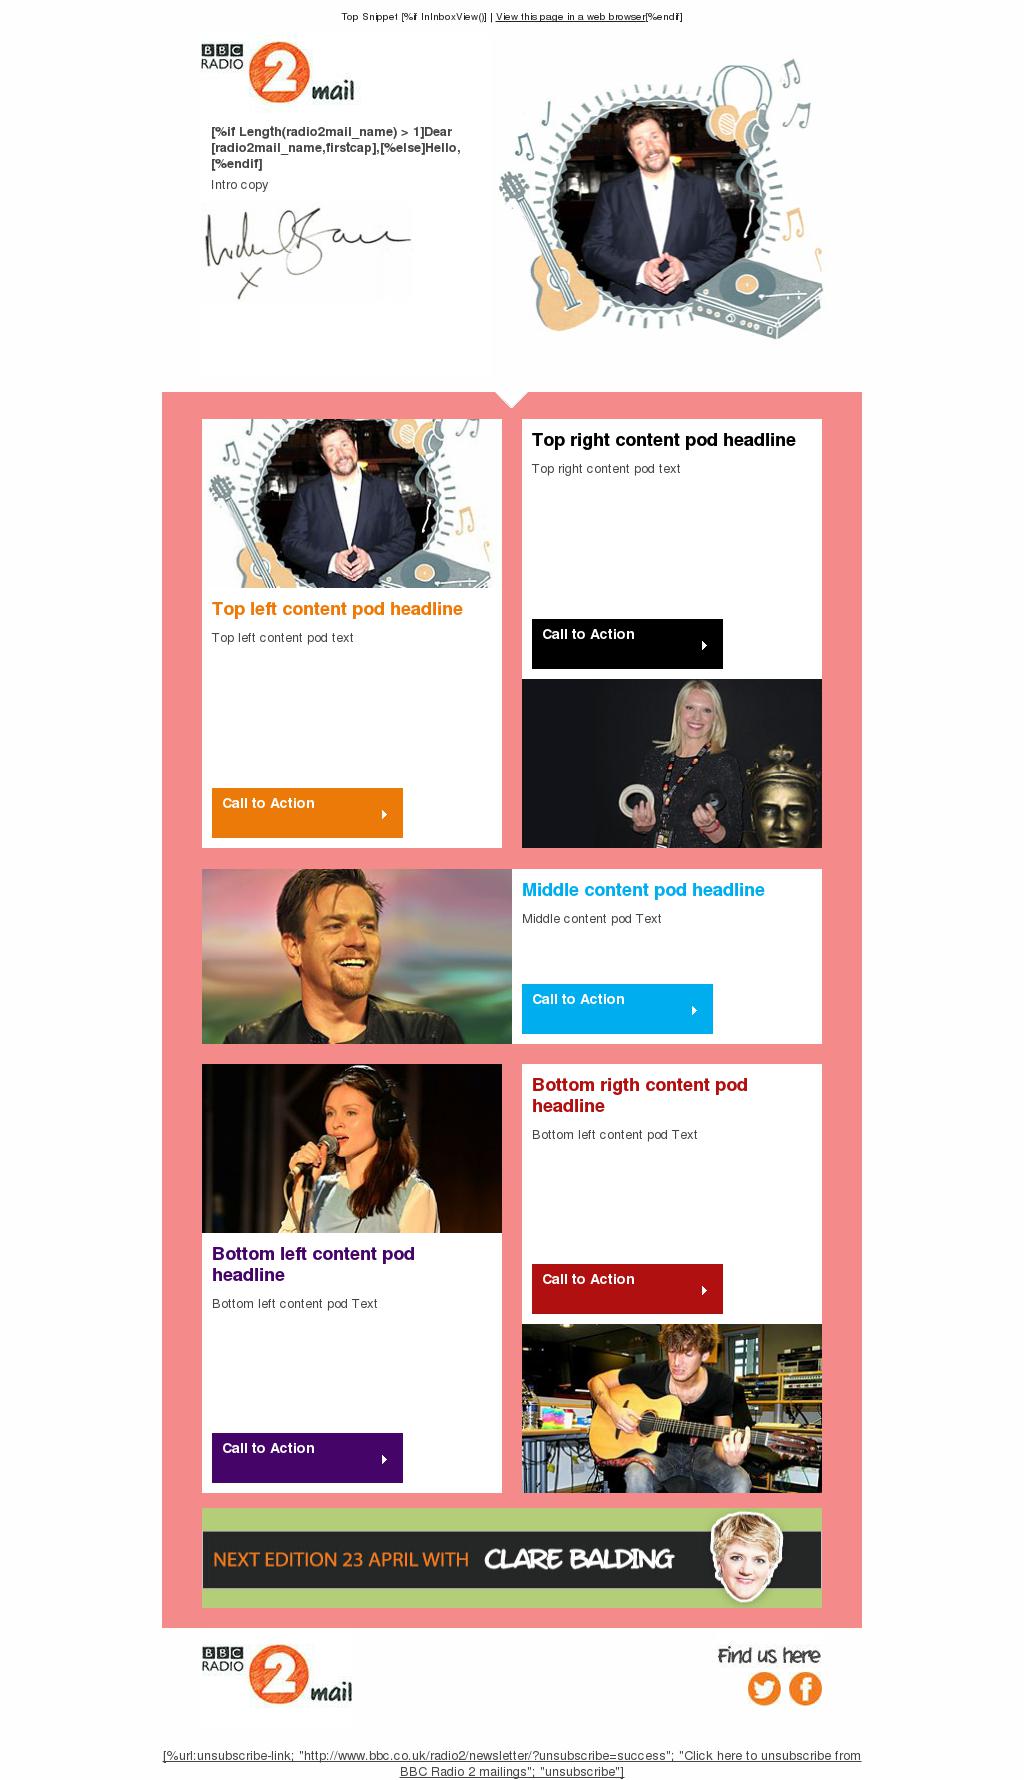 Top Snippet [%if InInboxView()] | View this page in a web browser[%endif]
BBC
RADIO
2
mail
[%if Length(radio2mail_name) > 1]Dear
[radio2mail_name,firstcap],[%else]Hello,
[%endif]
Intro copy
Michael Ball
x
Top right content pod headline
Top right content pod text
Call to Action
Top left content pod headline
Top left content pod text
Call to Action
Middle content pod headline
Middle content pod Text
Call to Action
Bottom rigth content pod
headline
Bottom left content pod Text
Call to Action
Bottom left content pod
headline
Bottom left content pod Text
Call to Action
NEXT EDITION 23 APRIL WITH CLARE BALDING
BBC
RADIO
2
mail
Find us here
[%url:unsubscribe-link; "http://www.bbc.co.uk/radio2/newsletter/?unsubscribe=success"; "Click here to unsubscribe from
BBC Radio 2 mailings"; "unsubscribe"]